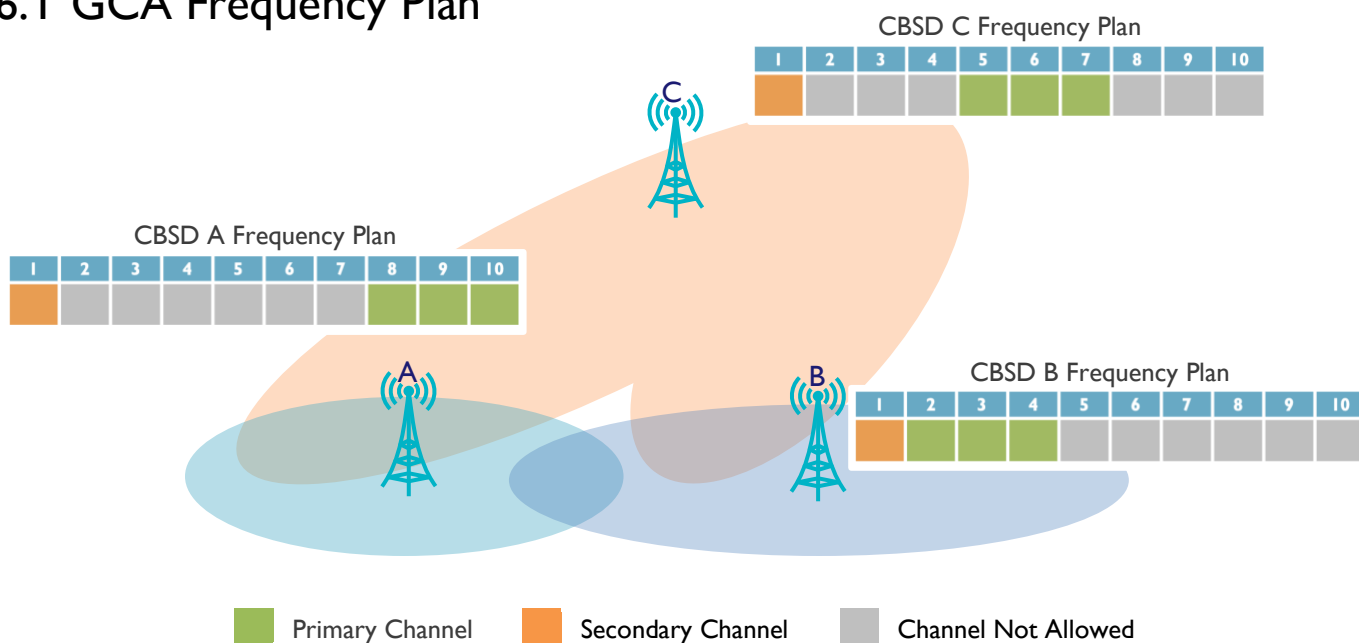 6.1 GCA Frequency Plan
CBSD C Frequency Plan
1 2 3 4 5 6 7 8 9 10
C
CBSD A Frequency Plan
1 2 3 4 5 6 7 8 9 10
A
B
CBSD B Frequency Plan
1 2 3 4 5 6 7 8 9 10
Primary Channel
Secondary Channel
Channel Not Allowed